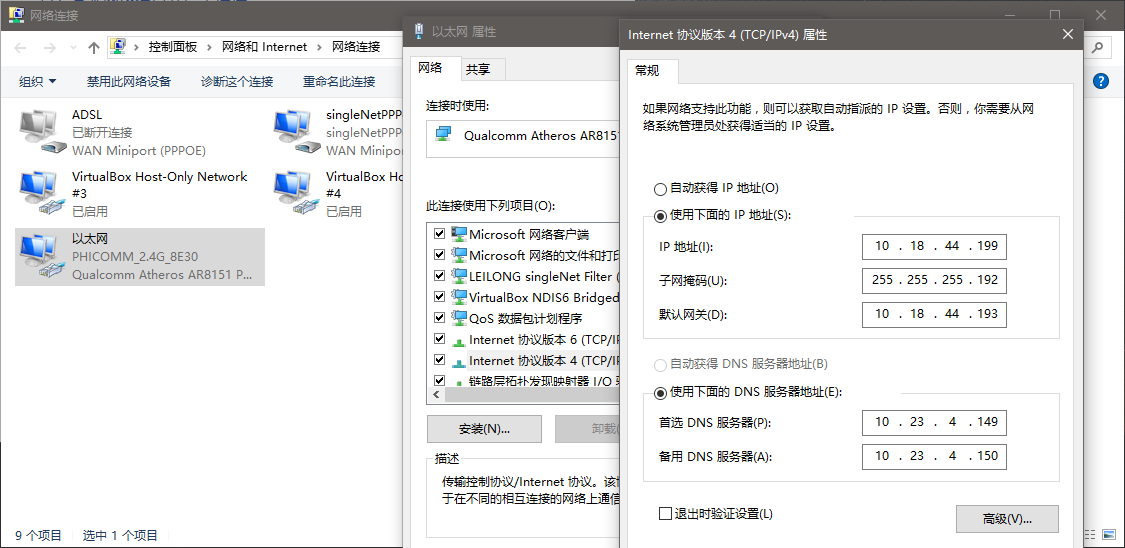 网络连接
控制面板 › 网络和 Internet › 网络连接
组织 禁用此网络设备 诊断这个连接 重命名此连接
ADSL
已断开连接
WAN Miniport (PPPOE)
singleNetPPP
singleNetPPP
WAN Minipor
VirtualBox Host-Only Network
#3
已启用
VirtualBox Ho
#4
已启用
以太网
PHICOMM_2.4G_8E30
Qualcomm Atheros AR8151 P...
9 个项目 选中 1 个项目
以太网 属性
网络 共享
连接时使用:
Qualcomm Atheros AR8151
此连接使用下列项目(O):
Microsoft 网络客户端
Microsoft 网络的文件和打印
LEILONG singleNet Filter (
VirtualBox NDIS6 Bridged
QoS 数据包计划程序
Internet 协议版本 6 (TCP/IP
Internet 协议版本 4 (TCP/IP
链路层拓扑发现映射器 I/O
安装(N)... 卸载(
描述
传输控制协议/Internet 协议。该
于在不同的相互连接的网络上通信
Internet 协议版本 4 (TCP/IPv4) 属性
常规
如果网络支持此功能，则可以获取自动指派的 IP 设置。否则，你需要从网
络系统管理员处获得适当的 IP 设置。
自动获得 IP 地址(O)
使用下面的 IP 地址(S):
IP 地址(I): 10 . 18 . 44 . 199
子网掩码(U): 255 . 255 . 255 . 192
默认网关(D): 10 . 18 . 44 . 193
自动获得 DNS 服务器地址(B)
使用下面的 DNS 服务器地址(E):
首选 DNS 服务器(P): 10 . 23 . 4 . 149
备用 DNS 服务器(A): 10 . 23 . 4 . 150
退出时验证设置(L)
高级(V)...